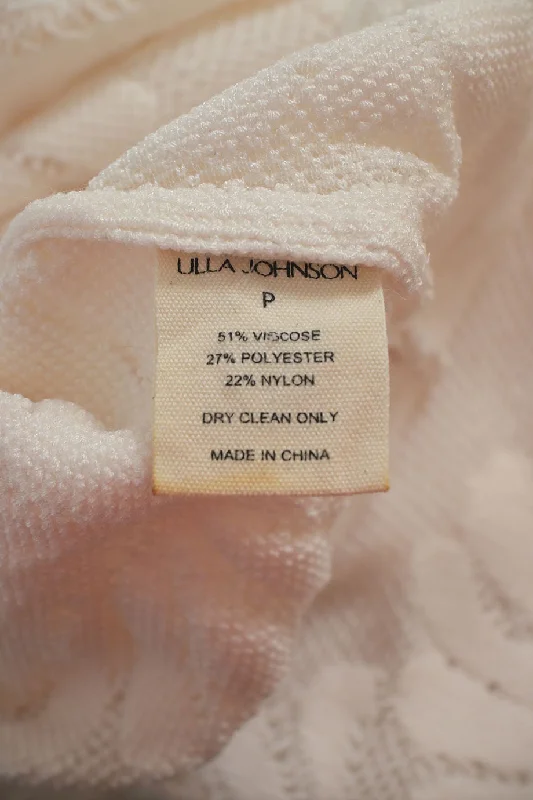 ULLA JOHNSON
P
51% VISCOSE
27% POLYESTER
22% NYLON
DRY CLEAN ONLY
MADE IN CHINA